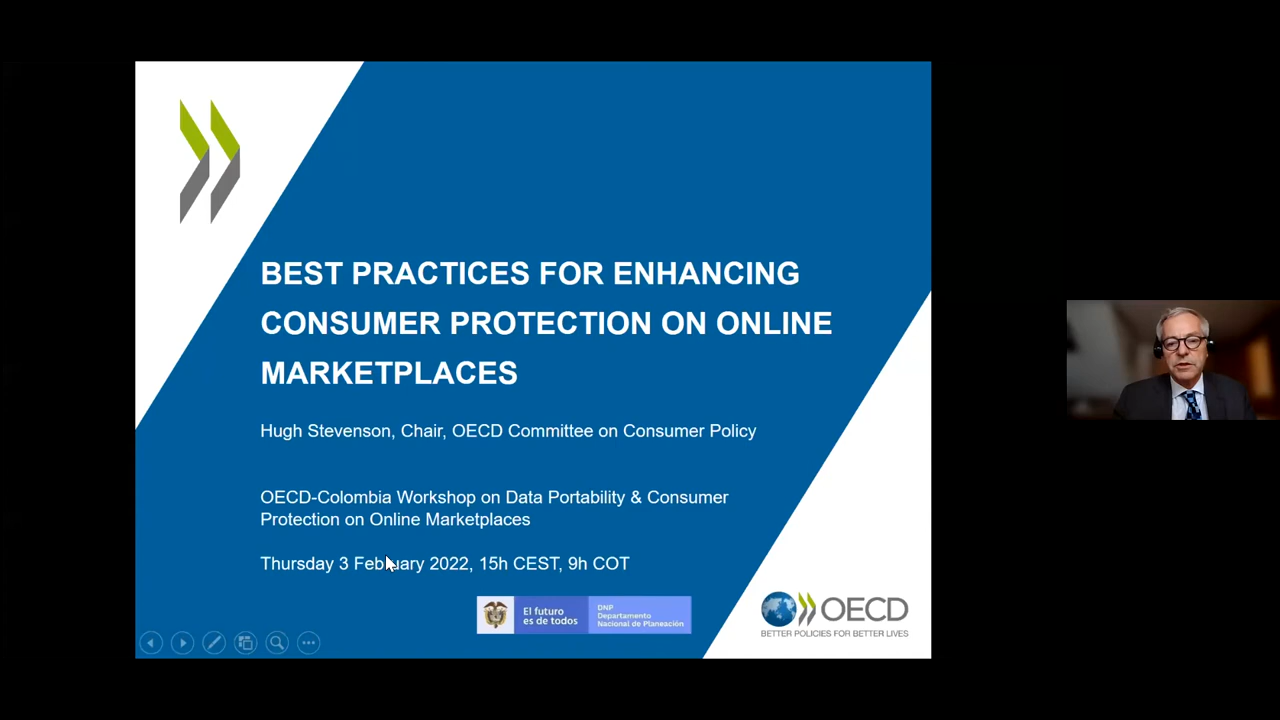 BEST PRACTICES FOR ENHANCING
CONSUMER PROTECTION ON ONLINE
MARKETPLACES
Hugh Stevenson, Chair, OECD Committee on Consumer Policy
OECD-Colombia Workshop on Data Portability & Consumer
Protection on Online Marketplaces
Thursday 3 February 2022, 15h CEST, 9h COT
El futuro
es de todos
DNP
Departamento
Nacional de Planeación
OECD
BETTER POLICIES FOR BETTER LIVES